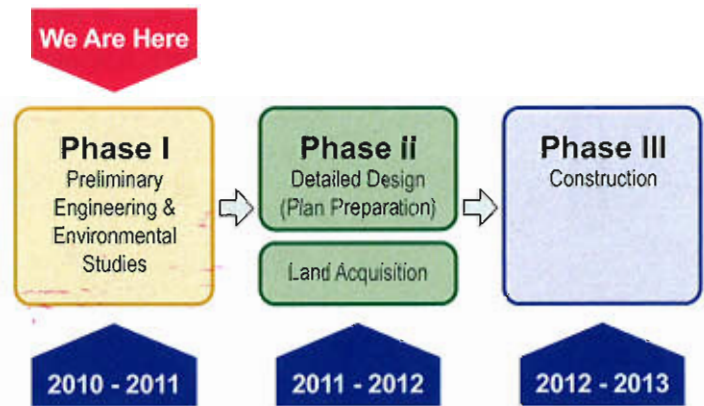 We Are Here
Phase I
Preliminary
Engineering &
Environmental
Studies
Phase ii
Detailed Design
(Plan Preparation)
Land Acquisition
Phase III
Construction
2010 - 2011
2011 - 2012
2012 - 2013